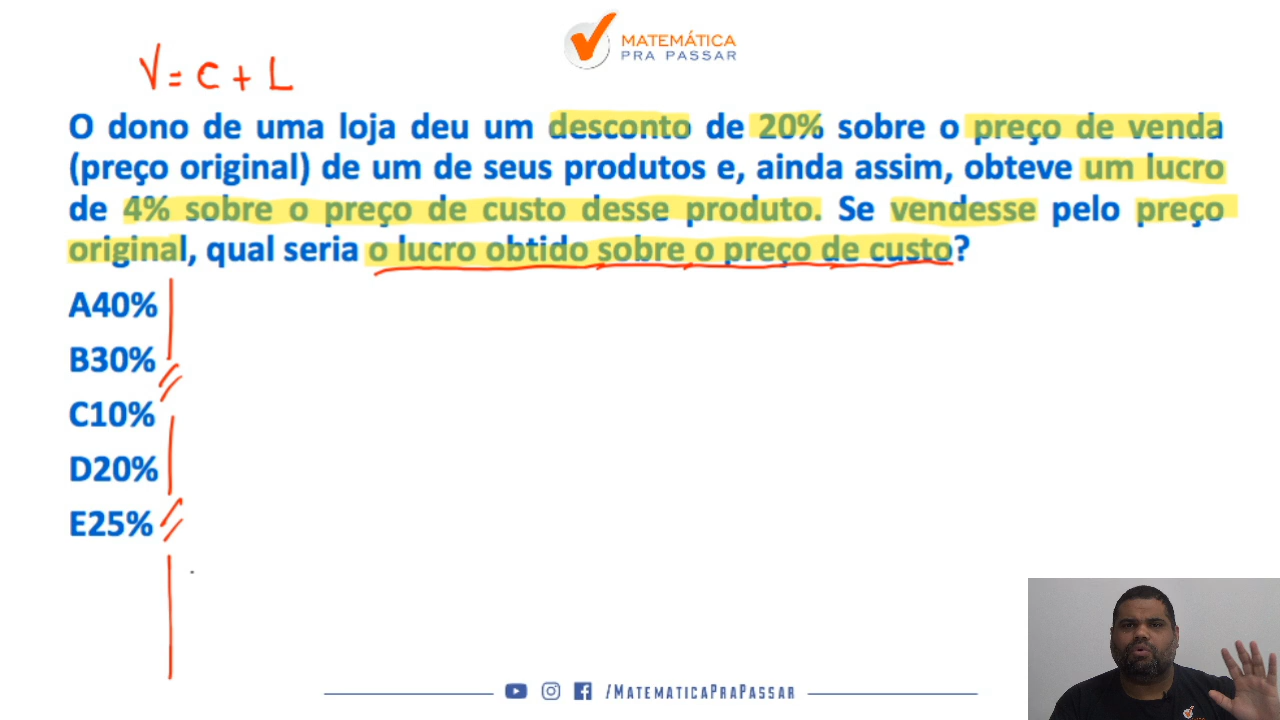 MATEMÁTICA
PRA PASSAR
V = C + L
O dono de uma loja deu um desconto de 20% sobre o preço de venda
(preço original) de um de seus produtos e, ainda assim, obteve um lucro
de 4% sobre o preço de custo desse produto. Se vendesse pelo preço
original, qual seria o lucro obtido sobre o preço de custo?
A40%
B30%
C10%
D20%
E25%
/MATEMATICAPRAPASSAR